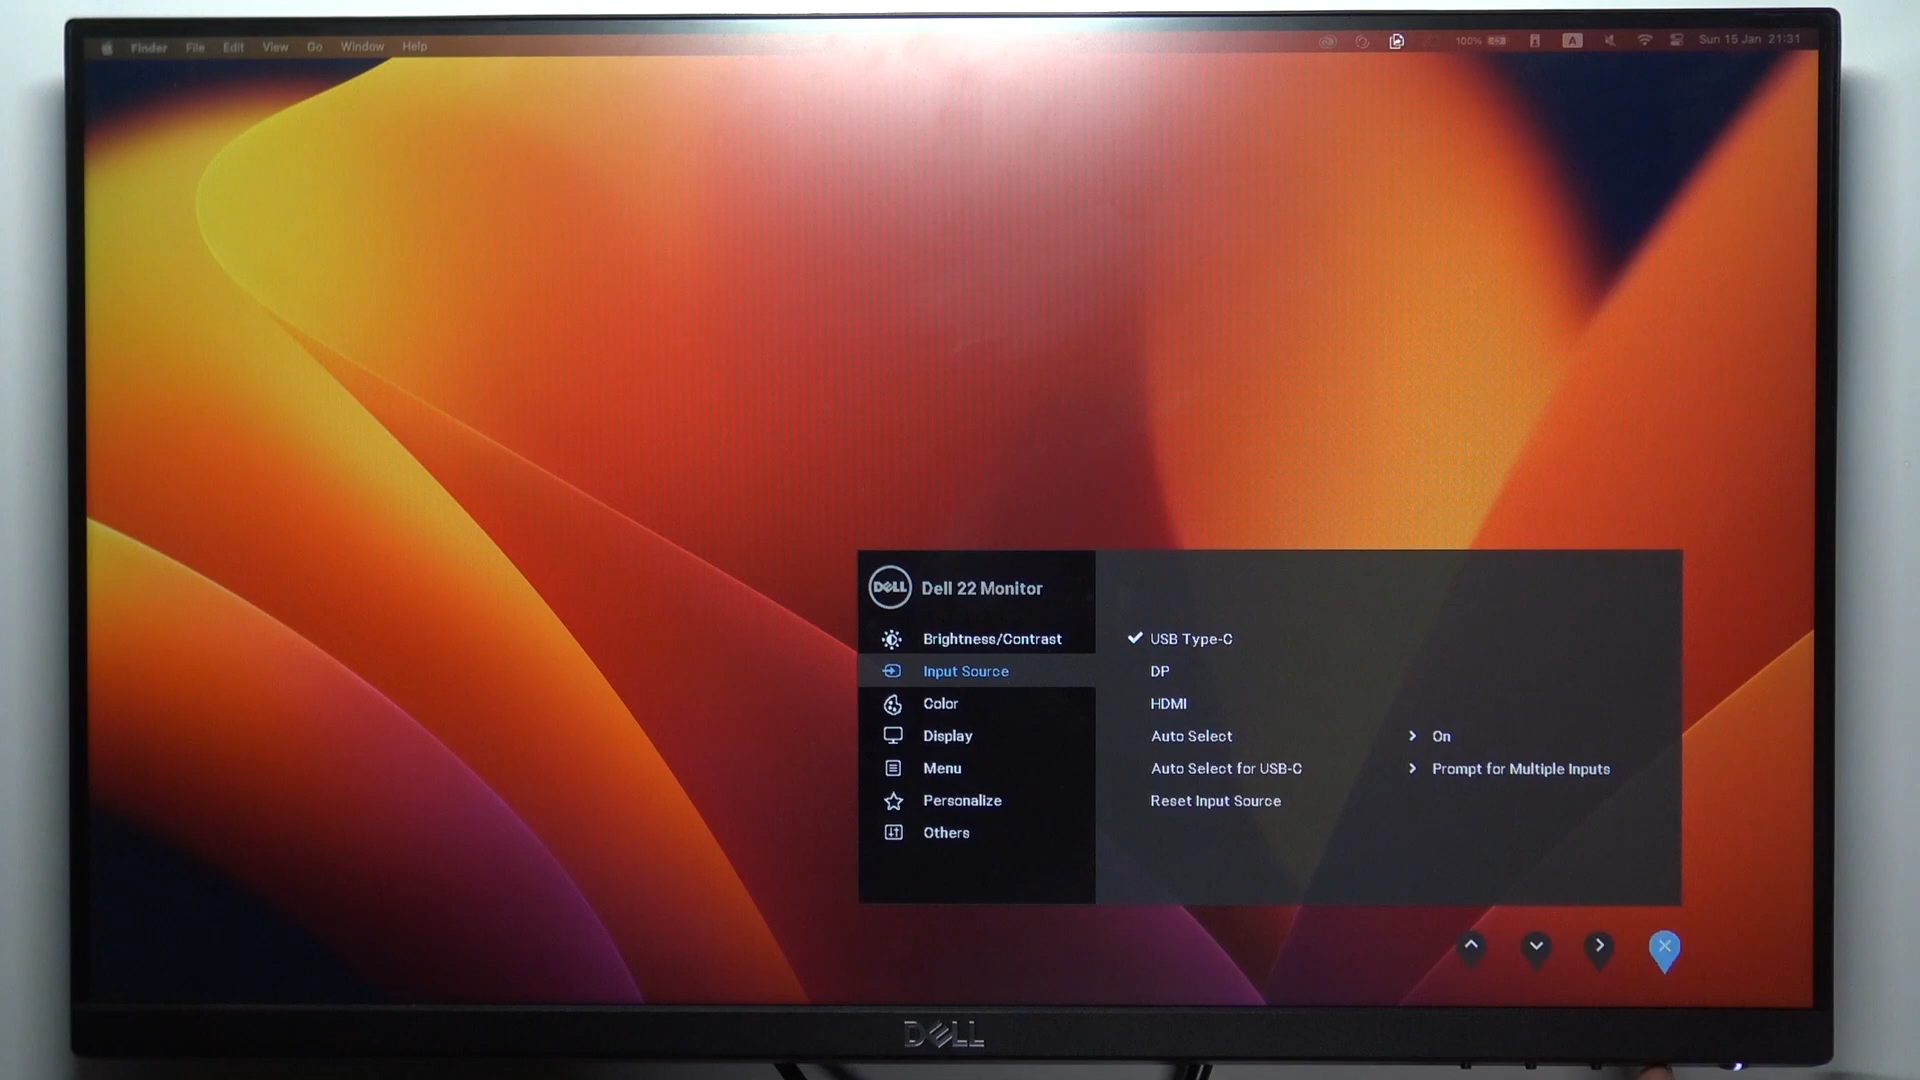 Finder File Edit View Go Window Help
100% A Sun 15 Jan 21:31
DELL Dell 22 Monitor
Brightness/Contrast
Input Source
Color
Display
Menu
Personalize
Others
USB Type-C
DP
HDMI
Auto Select On
Auto Select for USB-C Prompt for Multiple Inputs
Reset Input Source
DELL